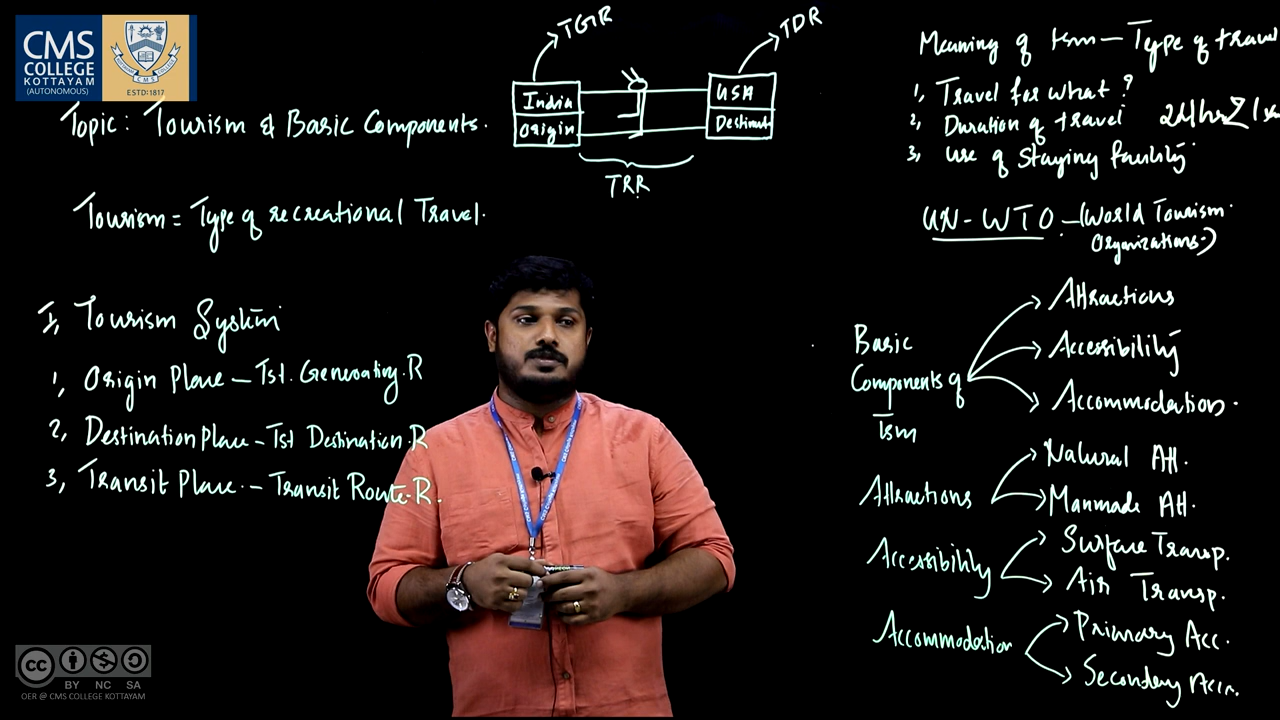 CMS
COLLEGE
KOTTAYAM
(AUTONOMOUS)
ESTD:1817
Topic: Tourism & Basic Components.
Tourism = Type of recreational Travel.
I, Tourism System
1, Origin Place – Tst. Generating. R
2, Destination Place – Tst Destination. R
3, Transit Place. – Transit Route. R.
TGR
TDR
India
Origin
USA
Destinat
TRR
Meaning of tsm – Type of travel
1, Travel for what?
2, Duration of travel 24hrs
3, Use of Staying facility
UN-WTO – (World Tourism
Organizations.)
Basic
Components of
Tsm
Attractions
Accessibility
Accommodations.
Attractions
Natural Att.
Manmade Att.
Accessibility
Surface Transp.
Air Transp.
Accommodation
Primary Acc.
Secondary Acc.
cc
BY NC SA
OER @ CMS COLLEGE KOTTAYAM